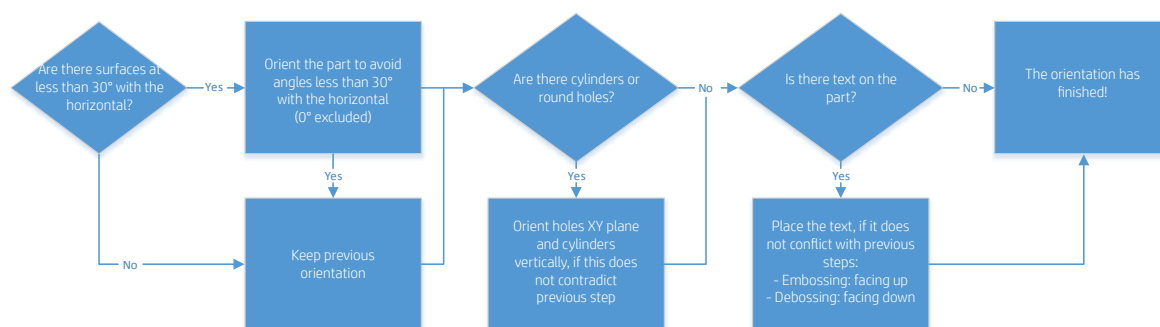 Are there surfaces at
less than 30° with the
horizontal?
Yes
Orient the part to avoid
angles less than 30°
with the horizontal
(0° excluded)
Are there cylinders or
round holes?
No
Is there text on the
part?
No
The orientation has
finished!
Yes
Yes
Yes
No
Keep previous
orientation
Orient holes XY plane
and cylinders
vertically, if this does
not contradict
previous step
Place the text, if it does
not conflict with previous
steps:
- Embossing: facing up
- Debossing: facing down